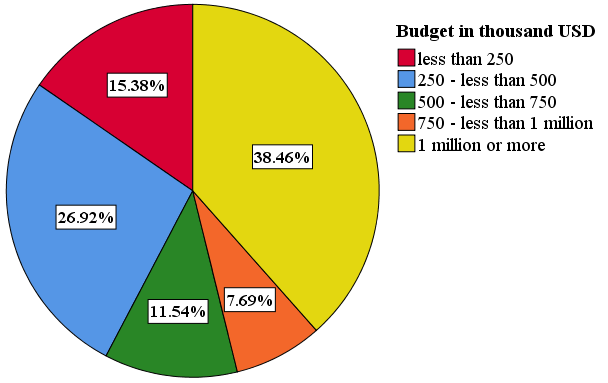 Budget in thousand USD
less than 250
250 - less than 500
500 - less than 750
750 - less than 1 million
1 million or more
15.38%
38.46%
26.92%
11.54%
7.69%